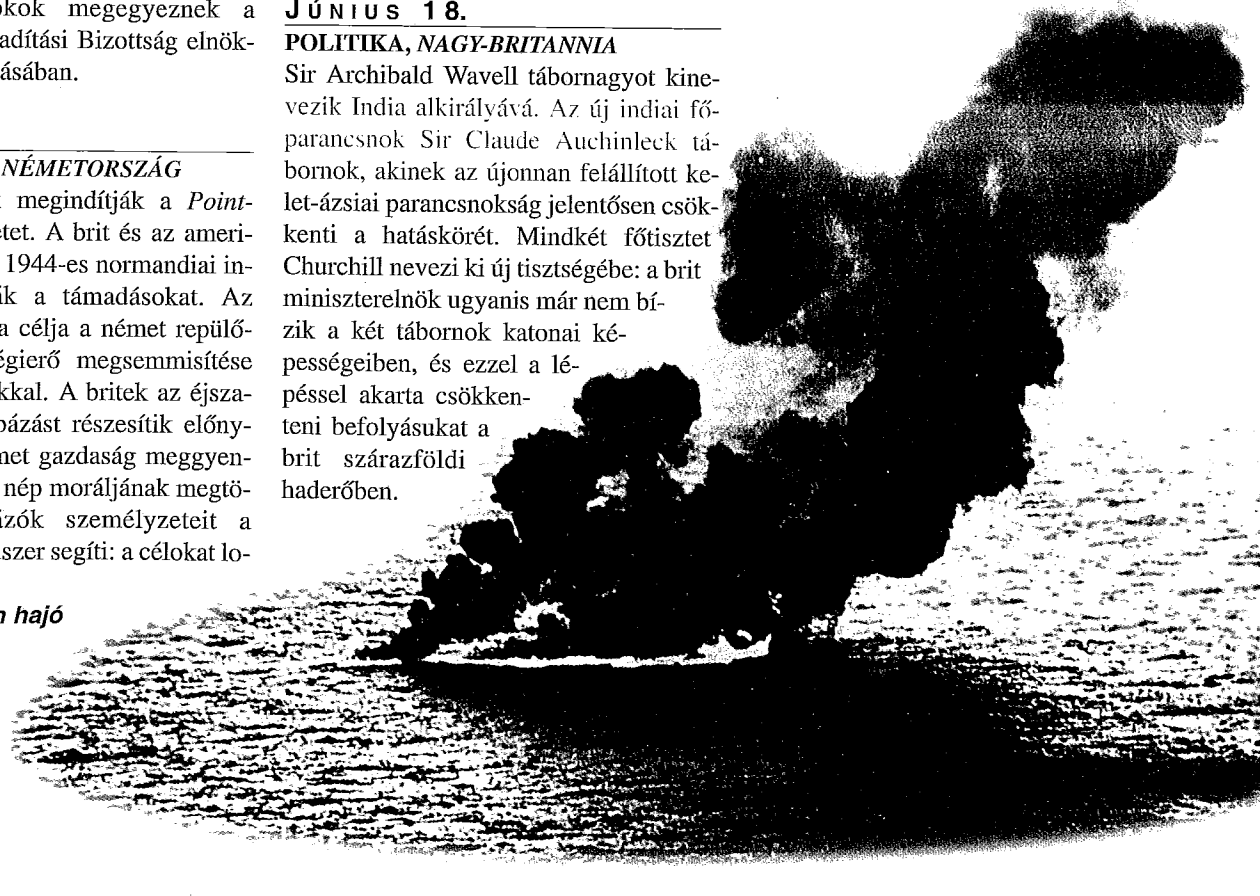 okok megegyeznek a
adítási Bizottság elnök-
ásában.
NÉMETORSZÁG
megindítják a Point-
etet. A brit és az ameri-
1944-es normandiai in-
ák a támadásokat. Az
a célja a német repülő-
égierő megsemmisítése
kkal. A britek az éjsza-
bázást részesítik előny-
met gazdaság meggyen-
nép moráljának megtö-
ázók személyzeteit a
szer segíti: a célokat lo-
hajó
JÚNIUS 18.
POLITIKA, NAGY-BRITANNIA
Sir Archibald Wavell tábornagyot kine-
vezik India alkirályává. Az új indiai fő-
parancsnok Sir Claude Auchinleck tá-
bornok, akinek az újonnan felállított ke-
let-ázsiai parancsnokság jelentősen csök-
kenti a hatáskörét. Mindkét főtisztet
Churchill nevezi ki új tisztségébe: a brit
miniszterelnök ugyanis már nem bí-
zik a két tábornok katonai ké-
pességeiben, és ezzel a lé-
péssel akarta csökken-
teni befolyásukat a
brit szárazföldi
haderőben.